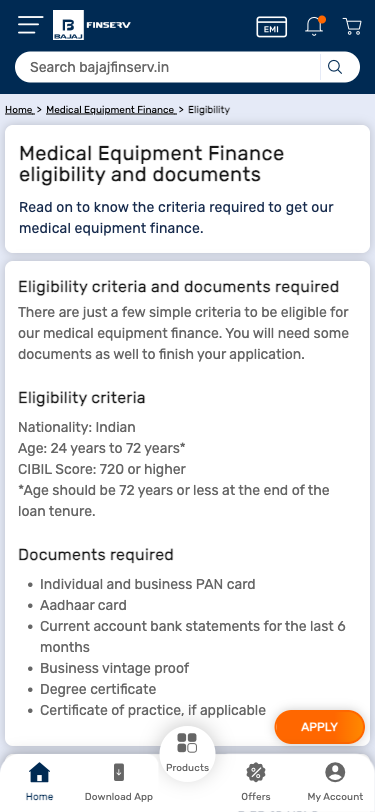 B
BAJAJ
FINSERV
EMI
Search bajajfinserv.in
Home > Medical Equipment Finance > Eligibility
Medical Equipment Finance
eligibility and documents
Read on to know the criteria required to get our
medical equipment finance.
Eligibility criteria and documents required
There are just a few simple criteria to be eligible for
our medical equipment finance. You will need some
documents as well to finish your application.
Eligibility criteria
Nationality: Indian
Age: 24 years to 72 years*
CIBIL Score: 720 or higher
*Age should be 72 years or less at the end of the
loan tenure.
Documents required
• Individual and business PAN card
• Aadhaar card
• Current account bank statements for the last 6
months
• Business vintage proof
• Degree certificate
• Certificate of practice, if applicable
APPLY
Home
Download App
Products
Offers
My Account